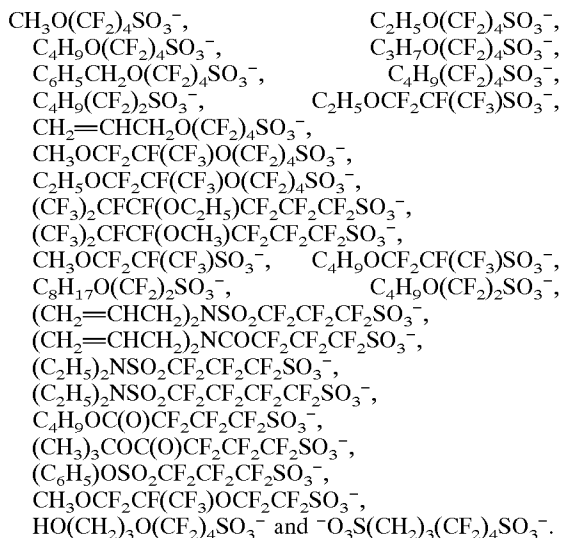 CH₃O(CF₂)₄SO₃⁻, C₂H₅O(CF₂)₄SO₃⁻,
C₄H₉O(CF₂)₄SO₃⁻, C₃H₇O(CF₂)₄SO₃⁻,
C₆H₅CH₂O(CF₂)₄SO₃⁻, C₄H₉(CF₂)₄SO₃⁻,
C₄H₉(CF₂)₂SO₃⁻, C₂H₅OCF₂CF(CF₃)SO₃⁻,
CH₂=CHCH₂O(CF₂)₄SO₃⁻,
CH₃OCF₂CF(CF₃)O(CF₂)₄SO₃⁻,
C₂H₅OCF₂CF(CF₃)O(CF₂)₄SO₃⁻,
(CF₃)₂CFCF(OC₂H₅)CF₂CF₂CF₂SO₃⁻,
(CF₃)₂CFCF(OCH₃)CF₂CF₂CF₂SO₃⁻,
CH₃OCF₂CF(CF₃)SO₃⁻, C₄H₉OCF₂CF(CF₃)SO₃⁻,
C₈H₁₇O(CF₂)₂SO₃⁻, C₄H₉O(CF₂)₂SO₃⁻,
(CH₂=CHCH₂)₂NSO₂CF₂CF₂CF₂SO₃⁻,
(CH₂=CHCH₂)₂NCOCF₂CF₂CF₂SO₃⁻,
(C₂H₅)₂NSO₂CF₂CF₂CF₂SO₃⁻,
(C₂H₅)₂NSO₂CF₂CF₂CF₂CF₂SO₃⁻,
C₄H₉OC(O)CF₂CF₂CF₂SO₃⁻,
(CH₃)₃COC(O)CF₂CF₂CF₂SO₃⁻,
(C₆H₅)OSO₂CF₂CF₂CF₂SO₃⁻,
CH₃OCF₂CF(CF₃)OCF₂CF₂SO₃⁻,
HO(CH₂)₃O(CF₂)₄SO₃⁻ and ⁻O₃S(CH₂)₃(CF₂)₄SO₃⁻.